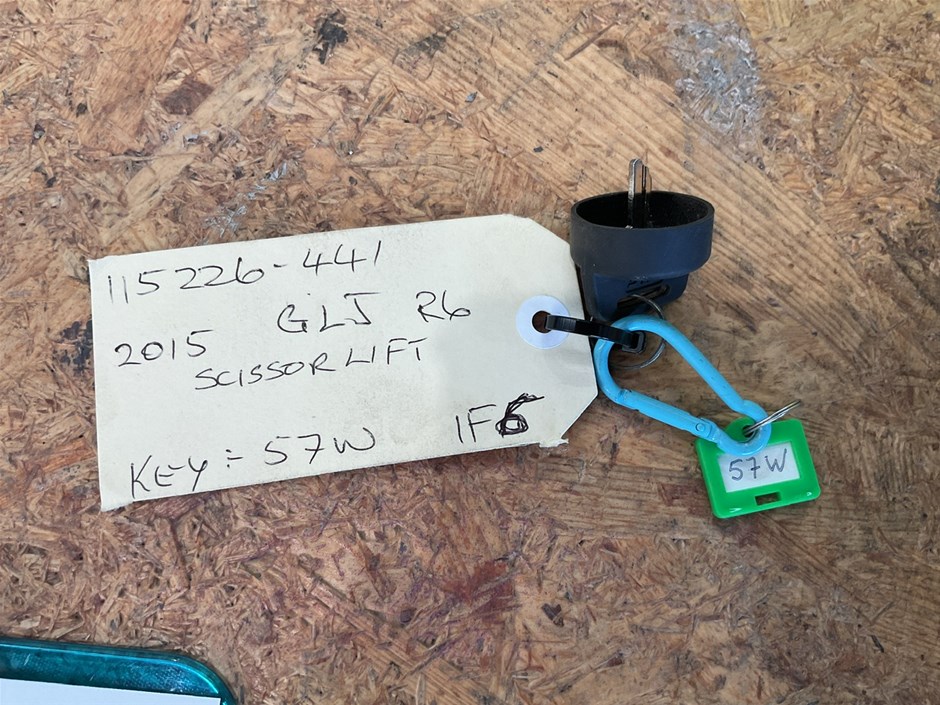 115226-441
2015 GLJ R6
SCISSOR LIFT
KEY:- 57W 1F6
57W